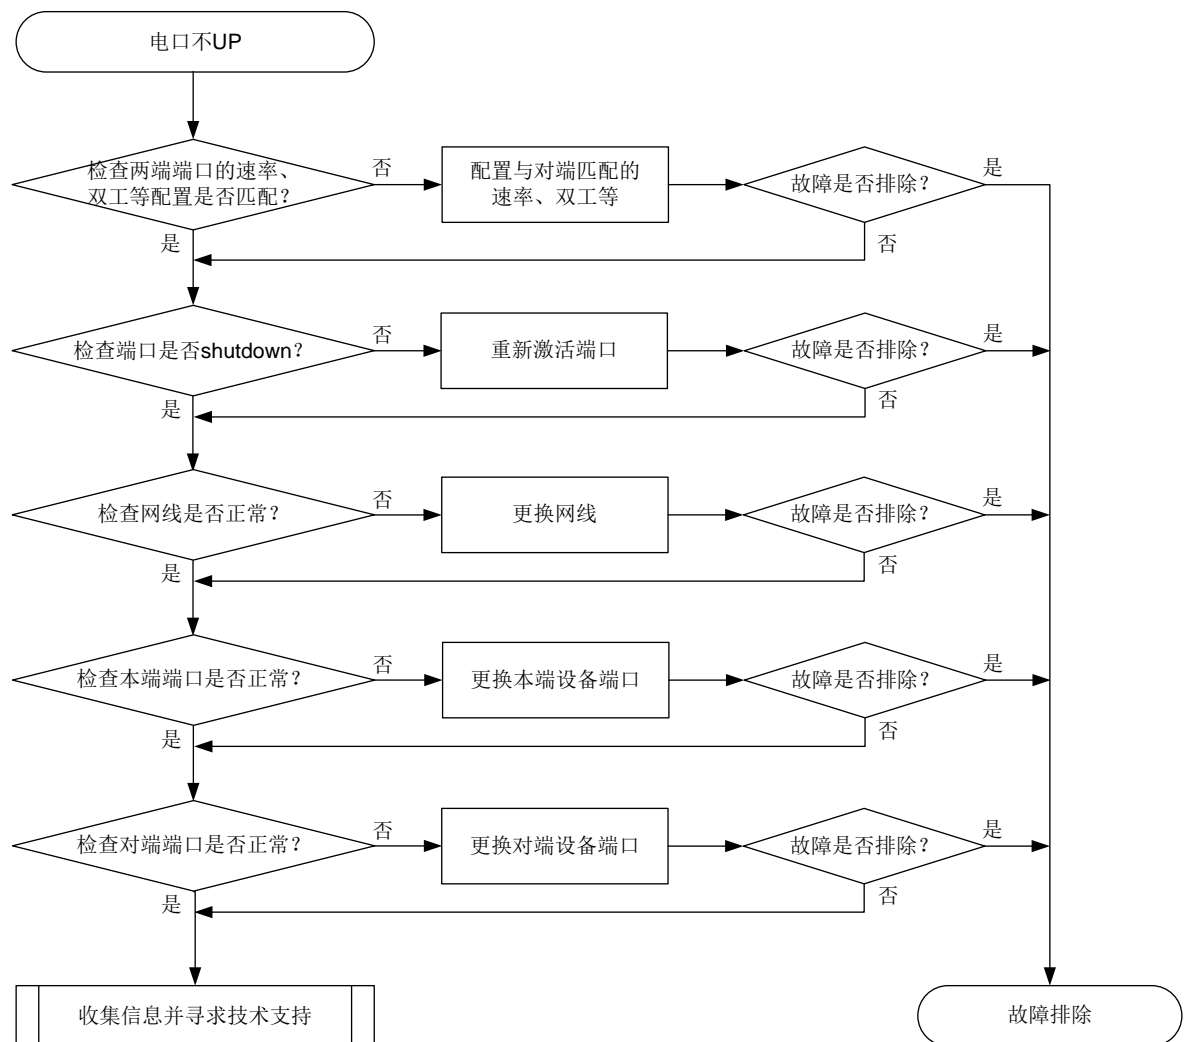 电口不UP
检查两端端口的速率、
双工等配置是否匹配？
否
配置与对端匹配的
速率、双工等
故障是否排除？
是
是
否
检查端口是否shutdown？
否
重新激活端口
故障是否排除？
是
是
否
检查网线是否正常？
否
更换网线
故障是否排除？
是
是
否
检查本端端口是否正常？
否
更换本端设备端口
故障是否排除？
是
是
否
检查对端端口是否正常？
否
更换对端设备端口
故障是否排除？
是
是
否
收集信息并寻求技术支持
故障排除